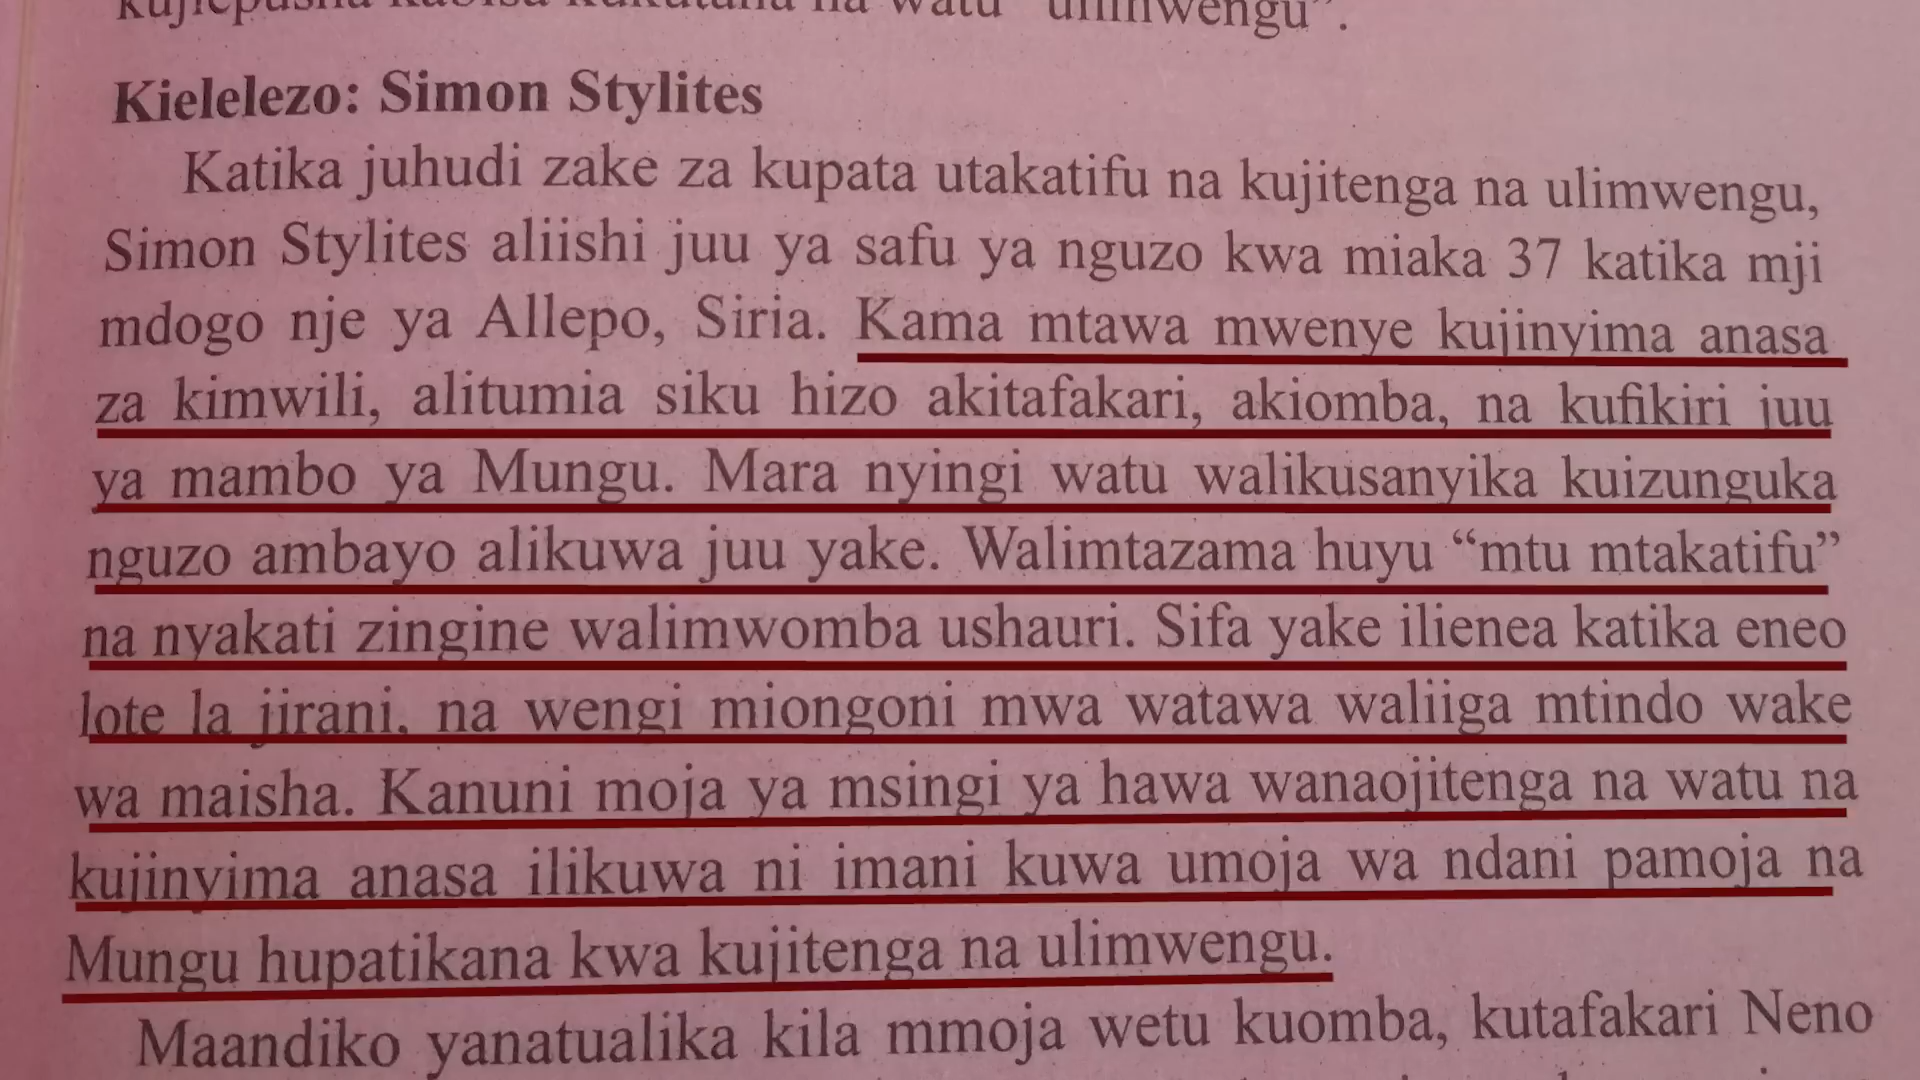 kujiepusha kabisa kukutana na watu "ulimwengu".
Kielelezo: Simon Stylites
Katika juhudi zake za kupata utakatifu na kujitenga na ulimwengu,
Simon Stylites aliishi juu ya safu ya nguzo kwa miaka 37 katika mji
mdogo nje ya Allepo, Siria. Kama mtawa mwenye kujinyima anasa
za kimwili, alitumia siku hizo akitafakari, akiomba, na kufikiri juu
ya mambo ya Mungu. Mara nyingi watu walikusanyika kuizunguka
nguzo ambayo alikuwa juu yake. Walimtazama huyu “mtu mtakatifu”
na nyakati zingine walimwomba ushauri. Sifa yake ilienea katika eneo
lote la jirani, na wengi miongoni mwa watawa waliiga mtindo wake
wa maisha. Kanuni moja ya msingi ya hawa wanaojitenga na watu na
kujinyima anasa ilikuwa ni imani kuwa umoja wa ndani pamoja na
Mungu hupatikana kwa kujitenga na ulimwengu.
Maandiko yanatualika kila mmoja wetu kuomba, kutafakari Neno